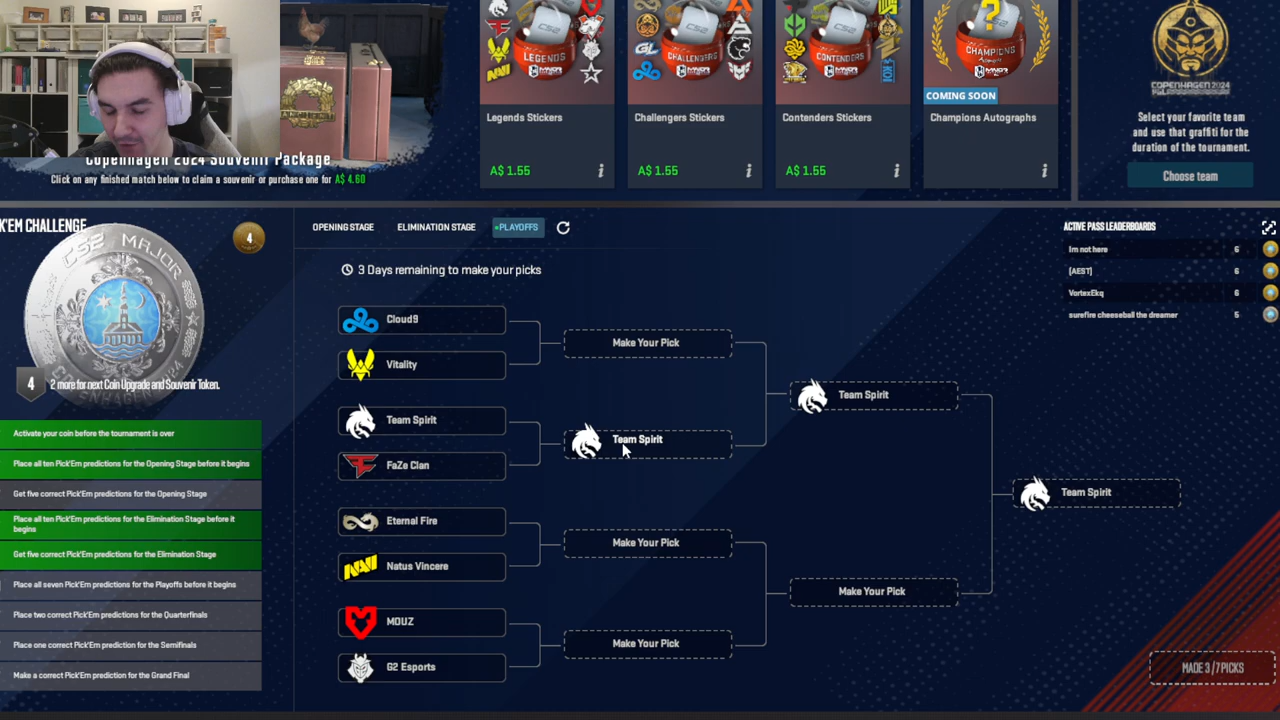 Copenhagen 2024 Souvenir Package
Click on any finished match below to claim a souvenir or purchase one for A$ 4.60
CS2
LEGENDS
Legends Stickers
A$ 1.55
CHALLENGERS
Challengers Stickers
A$ 1.55
CONTENDERS
Contenders Stickers
A$ 1.55
?
CHAMPIONS
COMING SOON
Champions Autographs
COPENHAGEN 2024
Select your favorite team
and use that graffiti for the
duration of the tournament.
Choose team
K'EM CHALLENGE
4
CS2 MAJOR
4
2 more for next Coin Upgrade and Souvenir Token.
Activate your coin before the tournament is over
Place all ten Pick'Em predictions for the Opening Stage before it begins
Get five correct Pick'Em predictions for the Opening Stage
Place all ten Pick'Em predictions for the Elimination Stage before it
begins
Get five correct Pick'Em predictions for the Elimination Stage
Place all seven Pick'Em predictions for the Playoffs before it begins
Place two correct Pick'Em predictions for the Quarterfinals
Place one correct Pick'Em prediction for the Semifinals
Make a correct Pick'Em prediction for the Grand Final
OPENING STAGE
ELIMINATION STAGE
PLAYOFFS
3 Days remaining to make your picks
Cloud9
Vitality
Team Spirit
FaZe Clan
Eternal Fire
NAVI
Natus Vincere
MOUZ
G2 Esports
Make Your Pick
Team Spirit
Make Your Pick
Make Your Pick
Team Spirit
Make Your Pick
Team Spirit
ACTIVE PASS LEADERBOARDS
Im not here 6
[AEST] 6
VortexEkq 6
surefire cheeseball the dreamer 5
MADE 3/7 PICKS